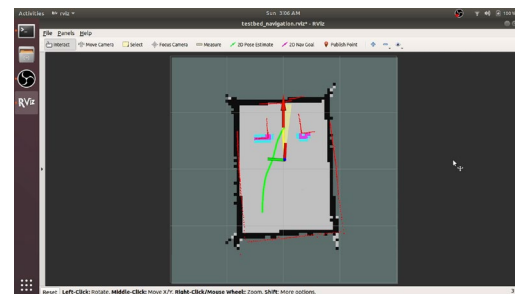 Activities
RViz
Sun 3:06 AM
testbed_navigation.rviz* - RViz
File Panels Help
Interact Move Camera Select Focus Camera Measure 2D Pose Estimate 2D Nav Goal Publish Point
RViz
Reset Left-Click: Rotate. Middle-Click: Move X/Y. Right-Click/Mouse Wheel: Zoom. Shift: More options.